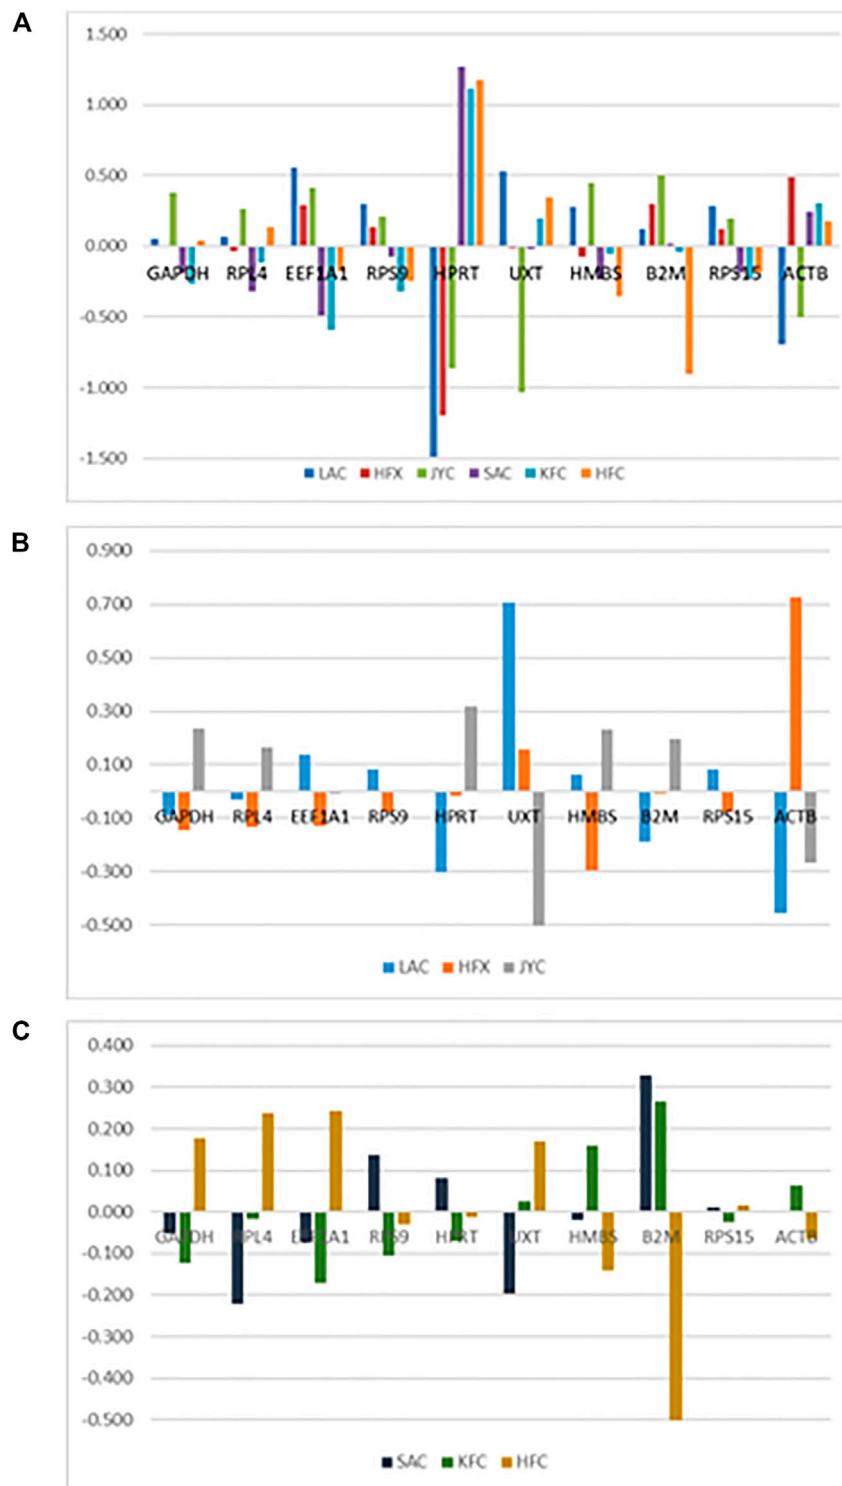 A
1.500
1.000
0.500
0.000
GAPDH RPL4 EEF1A1 RPS9 HPRT UXT HMBS B2M RPS15 ACTB
-0.500
-1.000
-1.500
LAC HFX JYC SAC KFC HFC
B
0.900
0.700
0.500
0.300
0.100
-0.100
GAPDH RPL4 EEF1A1 RPS9 HPRT UXT HMBS B2M RPS15 ACTB
-0.300
-0.500
LAC HFX JYC
C
0.400
0.300
0.200
0.100
0.000
GAPDH RPL4 EEF1A1 RPS9 HPRT UXT HMBS B2M RPS15 ACTB
-0.100
-0.200
-0.300
-0.400
-0.500
SAC KFC HFC